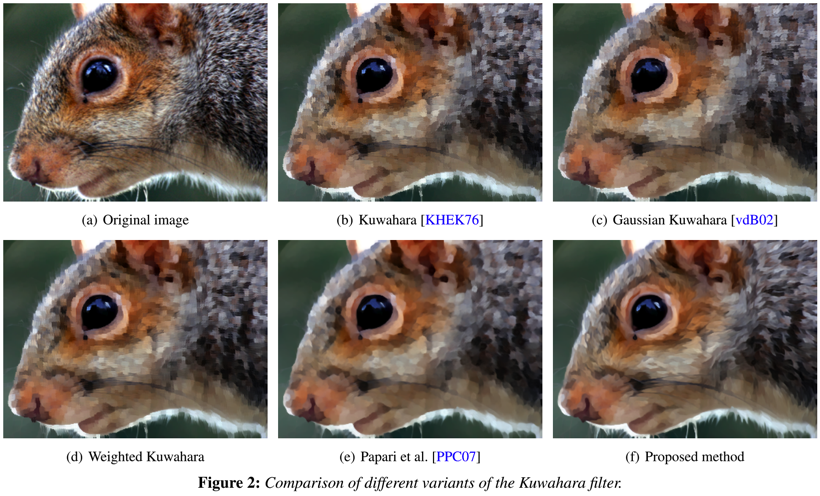 (a) Original image
(b) Kuwahara [KHEK76]
(c) Gaussian Kuwahara [vdB02]
(d) Weighted Kuwahara
(e) Papari et al. [PPC07]
(f) Proposed method
Figure 2: Comparison of different variants of the Kuwahara filter.